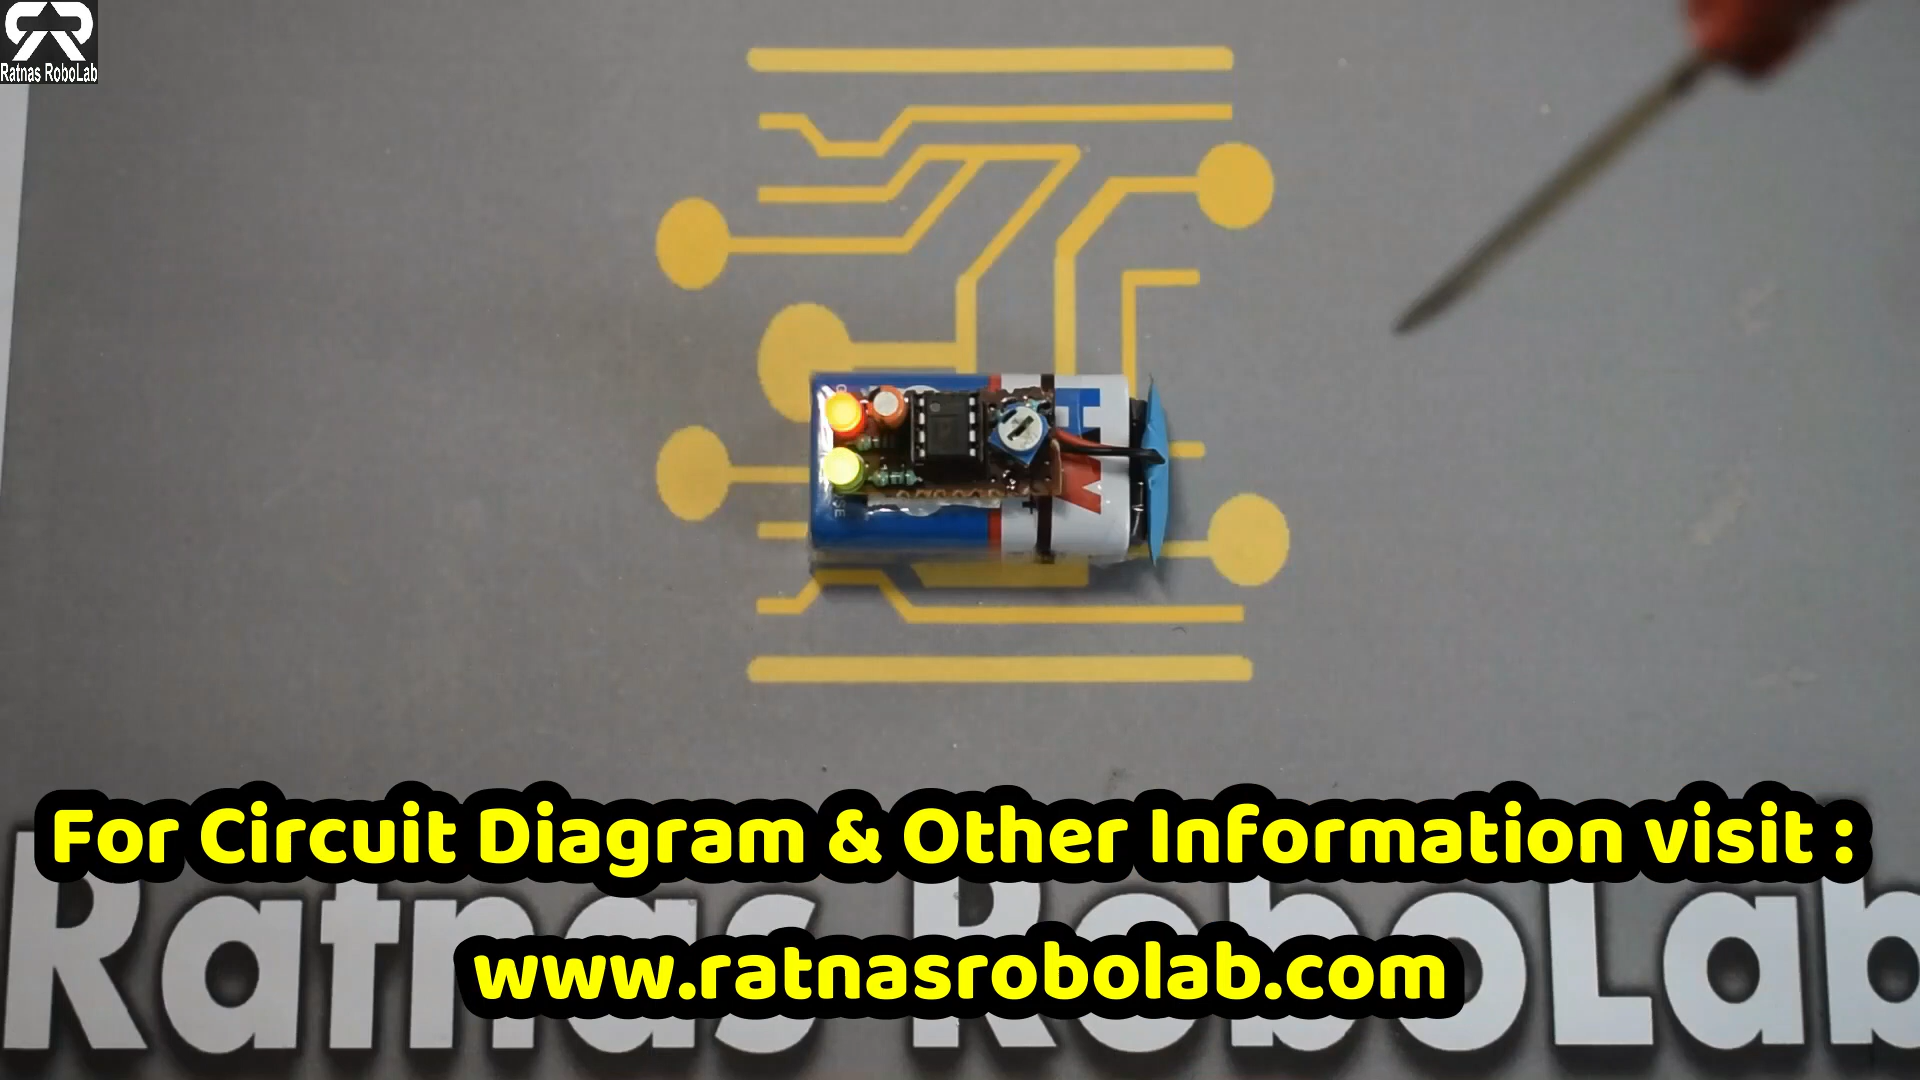 Ratnas RoboLab
For Circuit Diagram & Other Information visit :
www.ratnasrobolab.com
Ratnas RoboLab